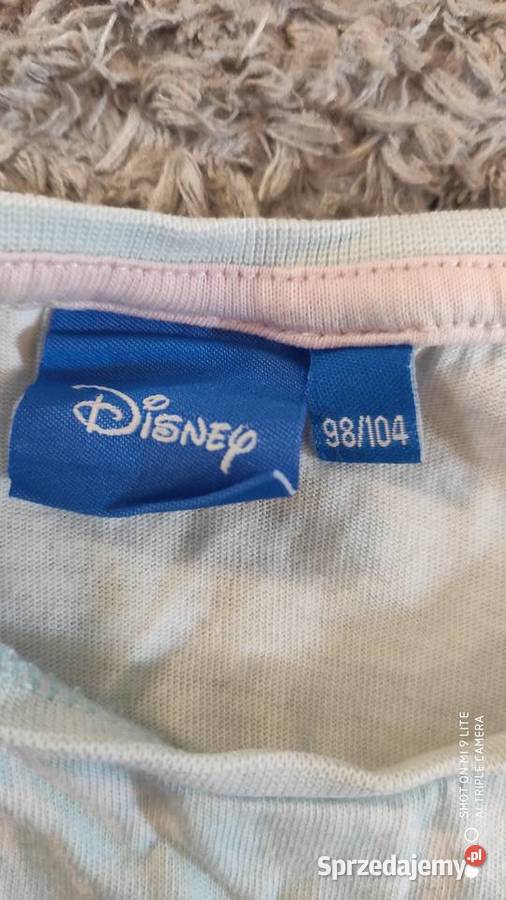 Disney
98/104
SHOT ON MI 9 LITE
AI TRIPLE CAMERA
Sprzedajemy.pl